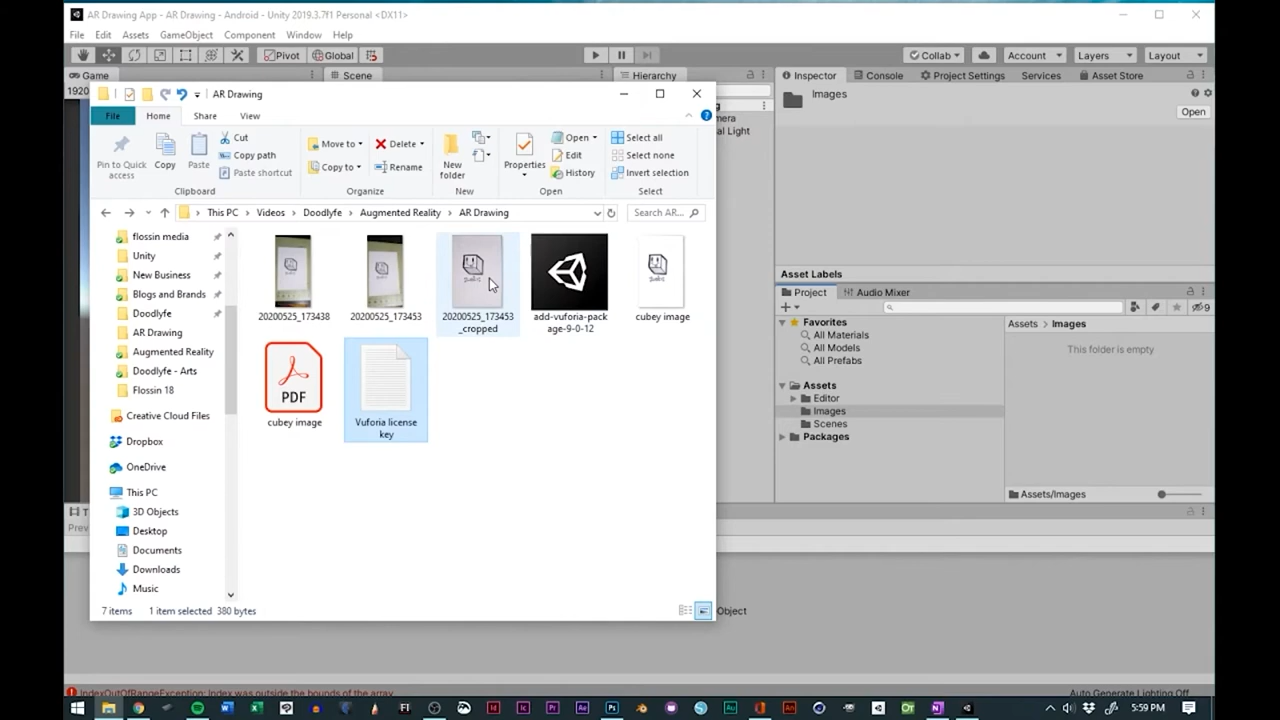 AR Drawing App - AR Drawing - Android - Unity 2019.3.7f1 Personal <DX11>
File Edit Assets GameObject Component Window Help
Pivot Global Collab Account Layers Layout
Game Scene Hierarchy Inspector Console Project Settings Services Asset Store
1920
AR Drawing
Images
Open
File Home Share View
Pin to Quick access
Copy
Paste
Cut
Copy path
Paste shortcut
Clipboard
Move to
Copy to
Delete
Rename
Organize
New folder
New
Properties
Open
Edit
History
Open
Select all
Select none
Invert selection
Select
This PC Videos Doodlyfe Augmented Reality AR Drawing
Search AR...
flossin media
Unity
New Business
Blogs and Brands
Doodlyfe
AR Drawing
Augmented Reality
Doodlyfe - Arts
Flossin 18
Creative Cloud Files
Dropbox
OneDrive
This PC
3D Objects
Desktop
Documents
Downloads
Music
20200525_173438
20200525_173453
20200525_173453
_cropped
add-vuforia-pack
age-9-0-12
cubey image
PDF
cubey image
Vuforia license
key
7 items 1 item selected 380 bytes
Asset Labels
Project Audio Mixer
9
Favorites
All Materials
All Models
All Prefabs
Assets
Editor
Images
Scenes
Packages
Assets > Images
This folder is empty
Assets/Images
IndexOutOfRangeException: Index was outside the bounds of the array
Auto Generate Lighting Off
5:59 PM